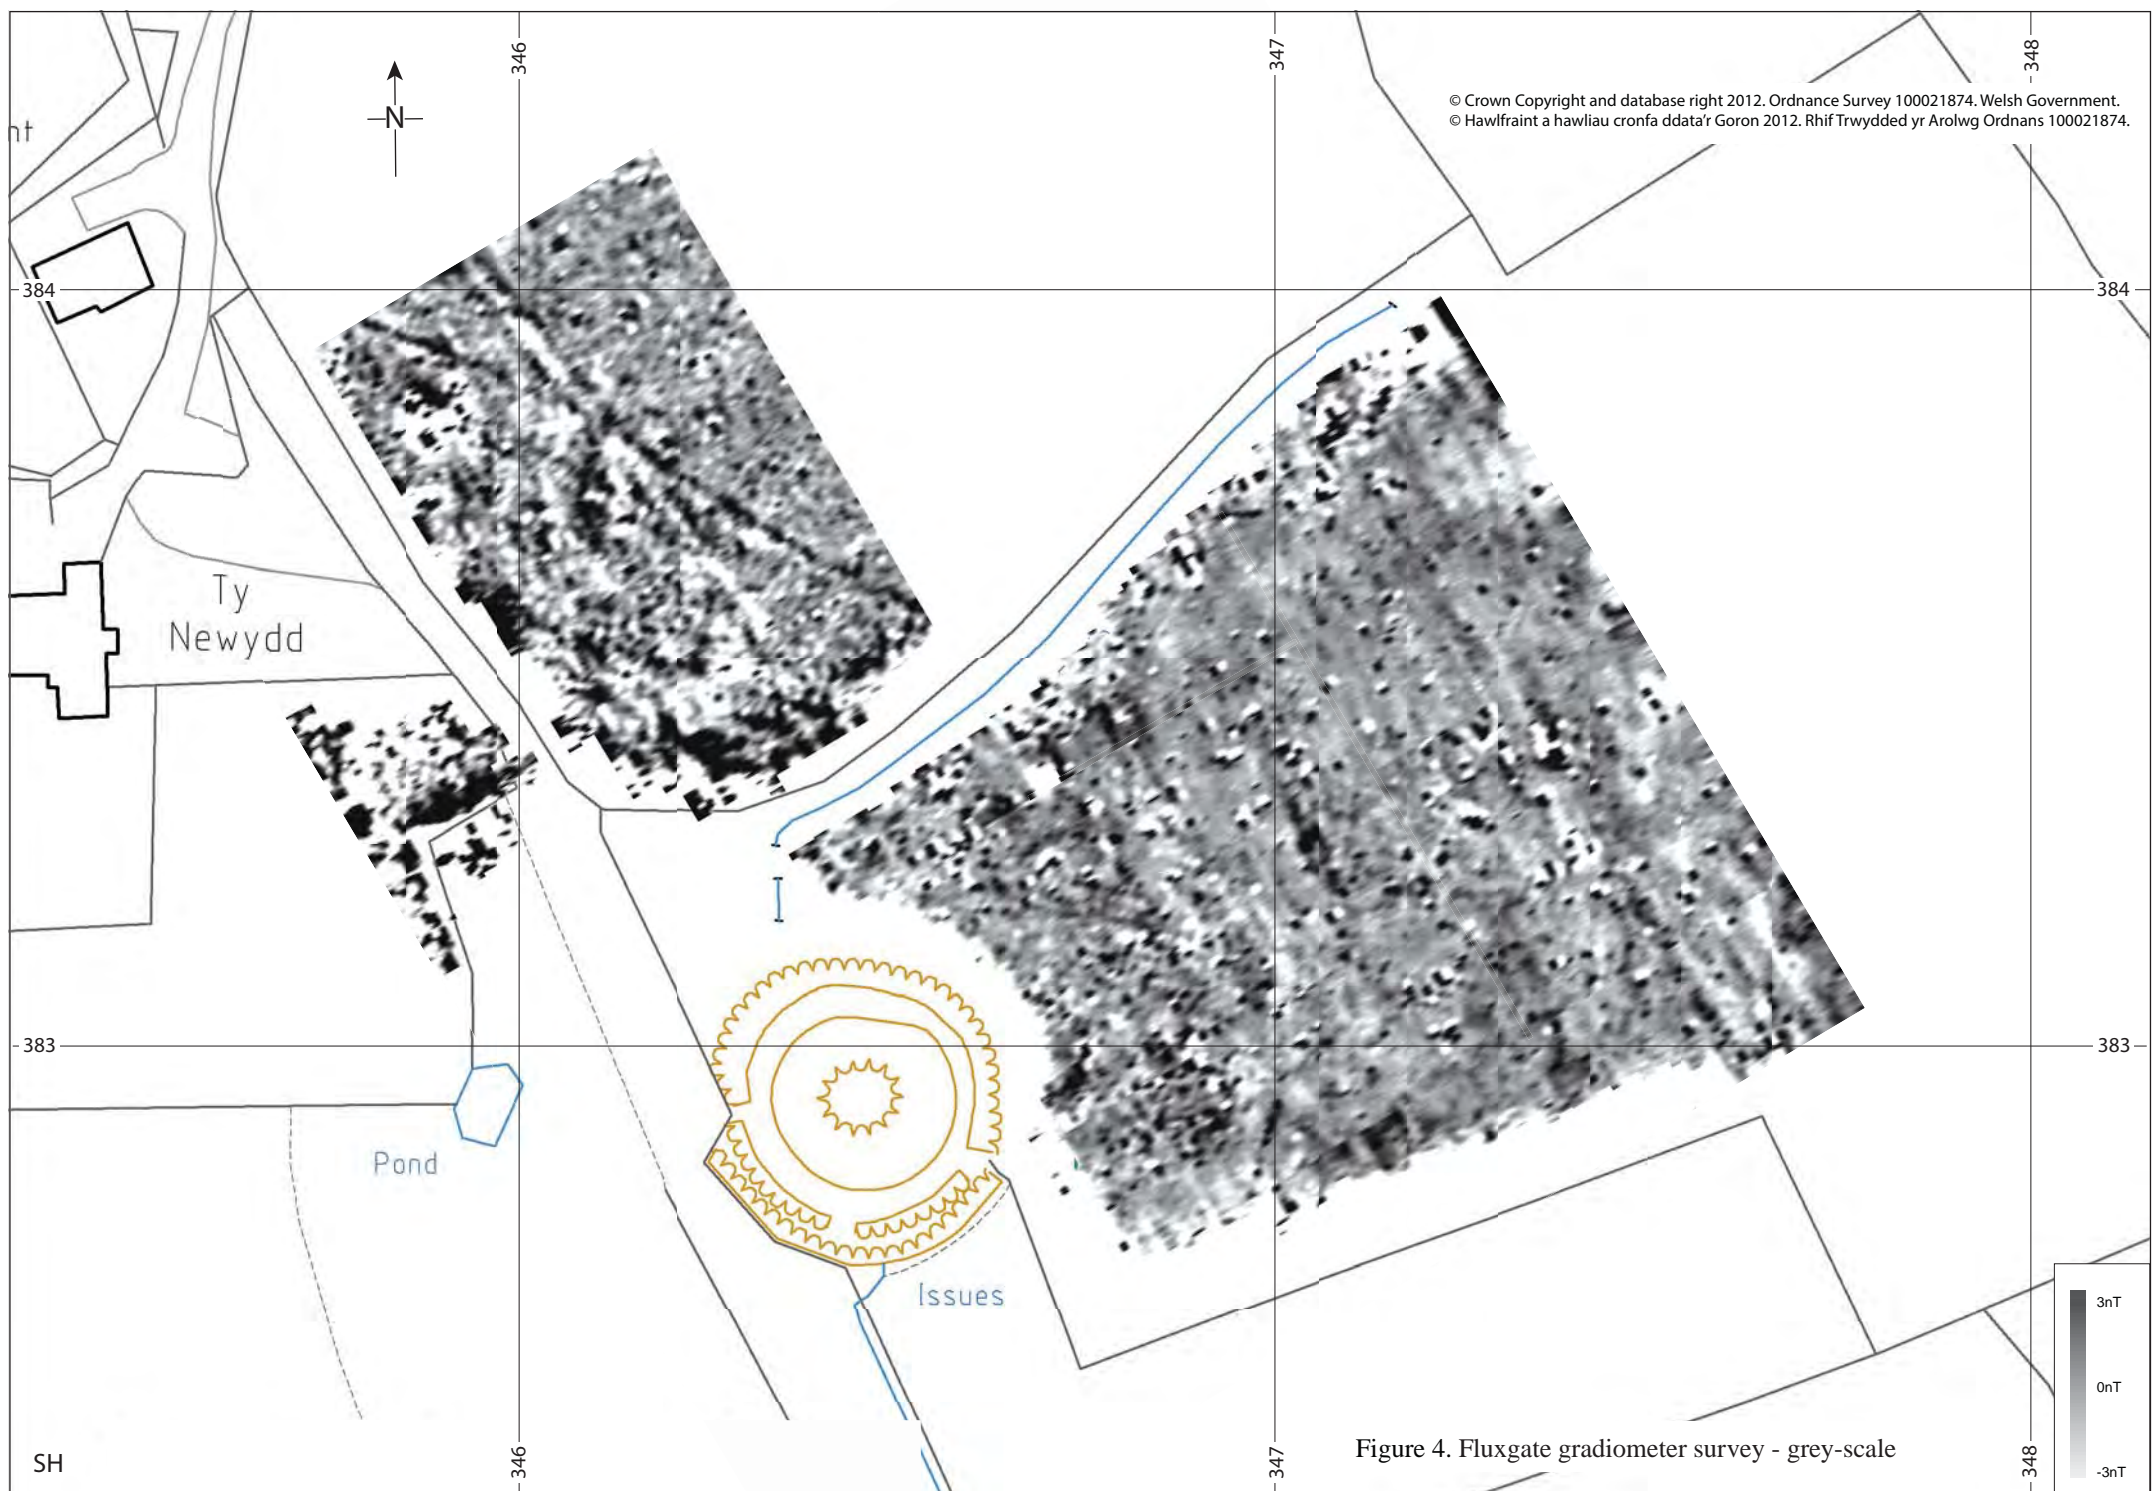 346
347
348
© Crown Copyright and database right 2012. Ordnance Survey 100021874. Welsh Government.
© Hawlfraint a hawliau cronfa ddata'r Goron 2012. Rhif Trwydded yr Arolwg Ordnans 100021874.
nt
N
384
384
Ty
Newydd
383
383
Pond
Issues
3nT
0nT
-3nT
Figure 4. Fluxgate gradiometer survey - grey-scale
SH
346
347
348